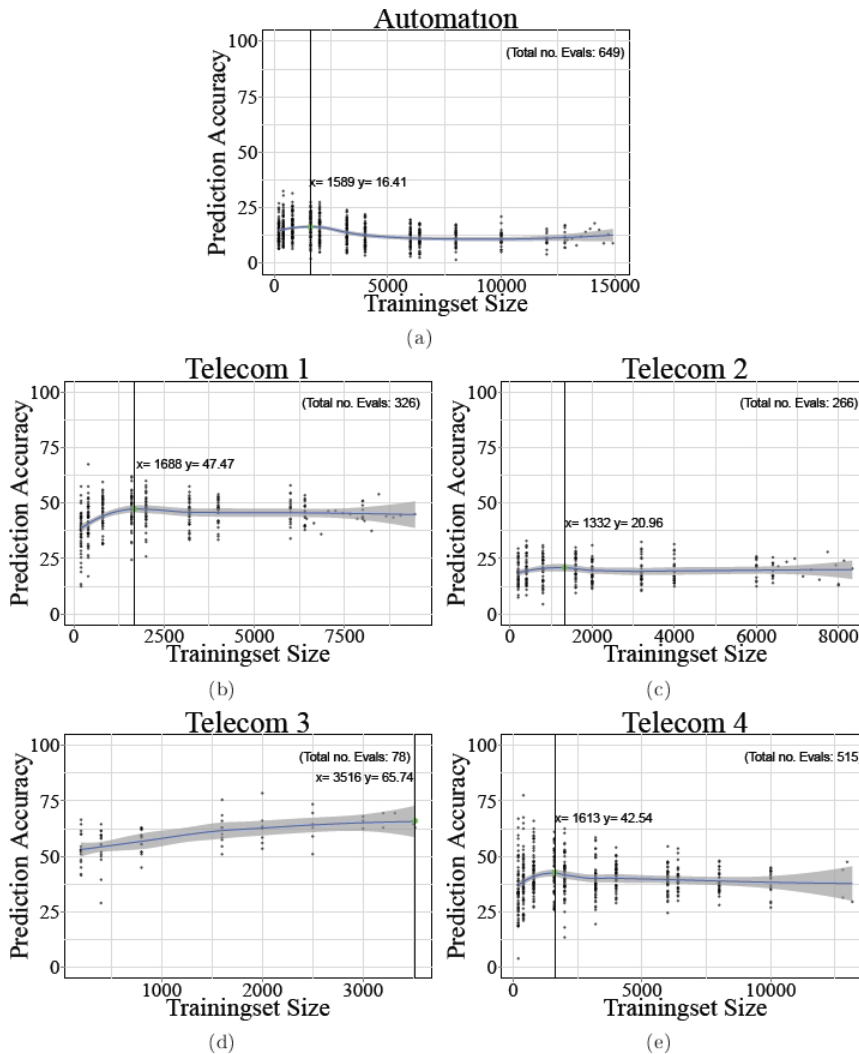 Automation
100
75
50
25
0
Prediction Accuracy
(Total no. Evals: 649)
x= 1589 y= 16.41
0 5000 10000 15000
Trainingset Size
(a)
Telecom 1
100
75
50
25
0
Prediction Accuracy
(Total no. Evals: 326)
x= 1688 y= 47.47
0 2500 5000 7500
Trainingset Size
(b)
Telecom 2
100
75
50
25
0
Prediction Accuracy
(Total no. Evals: 266)
x= 1332 y= 20.96
0 2000 4000 6000 8000
Trainingset Size
(c)
Telecom 3
100
75
50
25
0
Prediction Accuracy
(Total no. Evals: 78)
x= 3516 y= 65.74
1000 2000 3000
Trainingset Size
(d)
Telecom 4
100
75
50
25
0
Prediction Accuracy
(Total no. Evals: 515)
x= 1613 y= 42.54
0 5000 10000
Trainingset Size
(e)